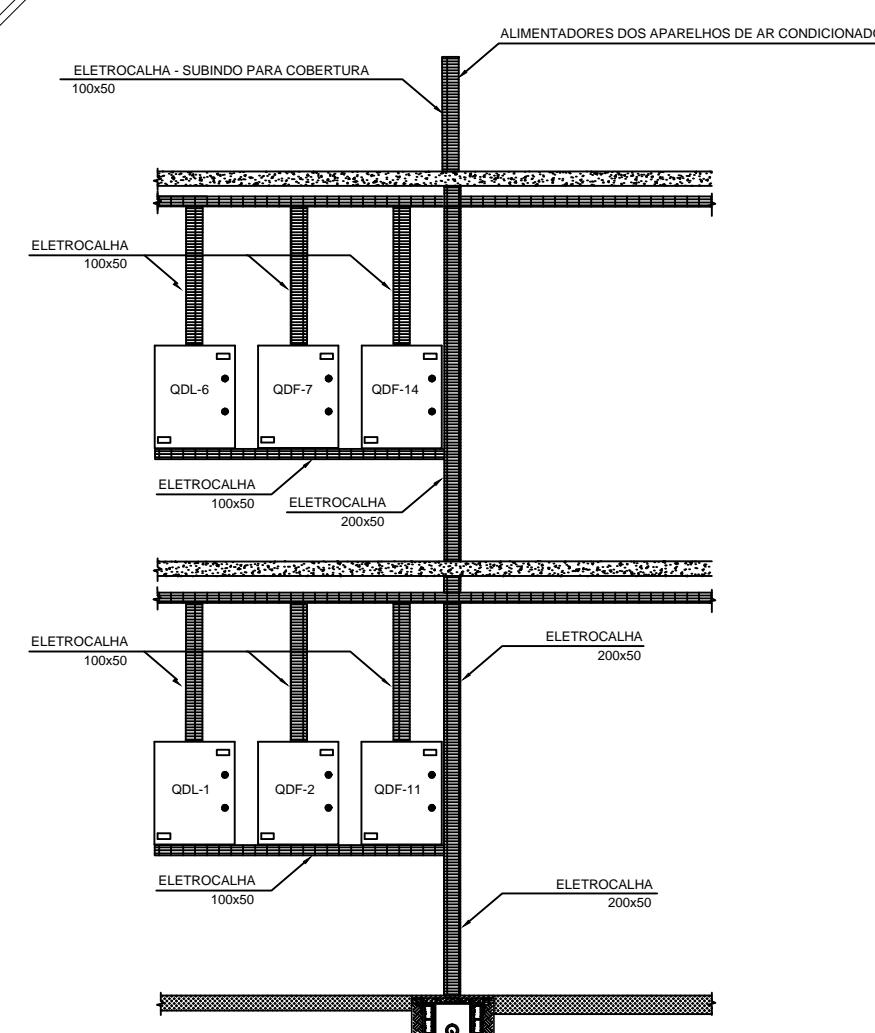 ALIMENTADORES DOS APARELHOS DE AR CONDICIONADO
ELETROCALHA - SUBINDO PARA COBERTURA
100x50
ELETROCALHA
100x50
QDL-6
QDF-7
QDF-14
ELETROCALHA
100x50
ELETROCALHA
200x50
ELETROCALHA
100x50
ELETROCALHA
200x50
QDL-1
QDF-2
QDF-11
ELETROCALHA
100x50
ELETROCALHA
200x50